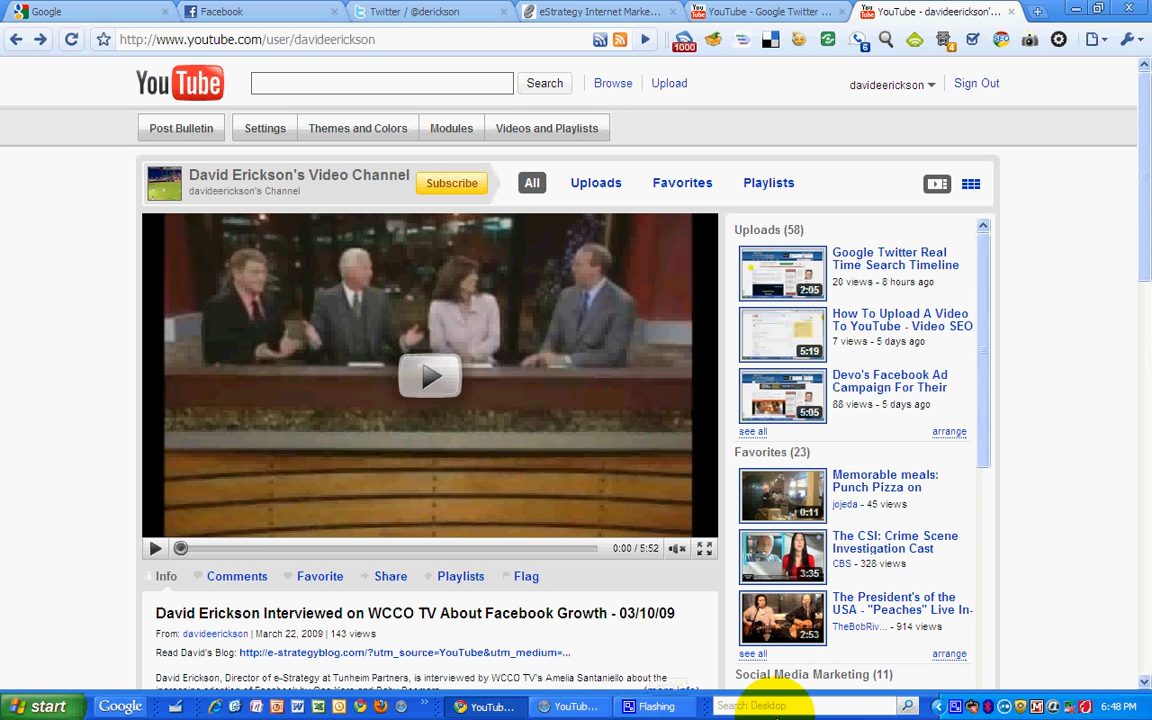 Google
Facebook
Twitter / @derickson
eStrategy Internet Marke...
YouTube - Google Twitter ...
YouTube - davideerickson'...
http://www.youtube.com/user/davideerickson
1000
6
4
SEO
YouTube
Search
Browse
Upload
davideerickson
Sign Out
Post Bulletin
Settings
Themes and Colors
Modules
Videos and Playlists
David Erickson's Video Channel
davideerickson's Channel
Subscribe
All
Uploads
Favorites
Playlists
0:00 / 5:52
Info
Comments
Favorite
Share
Playlists
Flag
David Erickson Interviewed on WCCO TV About Facebook Growth - 03/10/09
From: davideerickson | March 22, 2009 | 143 views
Read David's Blog: http://e-strategyblog.com/?utm_source=YouTube&utm_medium=...
David Erickson, Director of e-Strategy at Tunheim Partners, is interviewed by WCCO TV's Amelia Santaniello about the
(more info)
Uploads (58)
2:05
Google Twitter Real
Time Search Timeline
20 views - 8 hours ago
5:19
How To Upload A Video
To YouTube - Video SEO
7 views - 5 days ago
5:05
Devo's Facebook Ad
Campaign For Their
88 views - 5 days ago
see all
arrange
Favorites (23)
0:11
Memorable meals:
Punch Pizza on
jojeda - 45 views
3:35
The CSI: Crime Scene
Investigation Cast
CBS - 328 views
2:53
The President's of the
USA - "Peaches" Live In-
TheBobRiv... - 914 views
see all
arrange
Social Media Marketing (11)
start
Google
YouTub...
YouTub...
Flashing
Search Desktop
6:48 PM